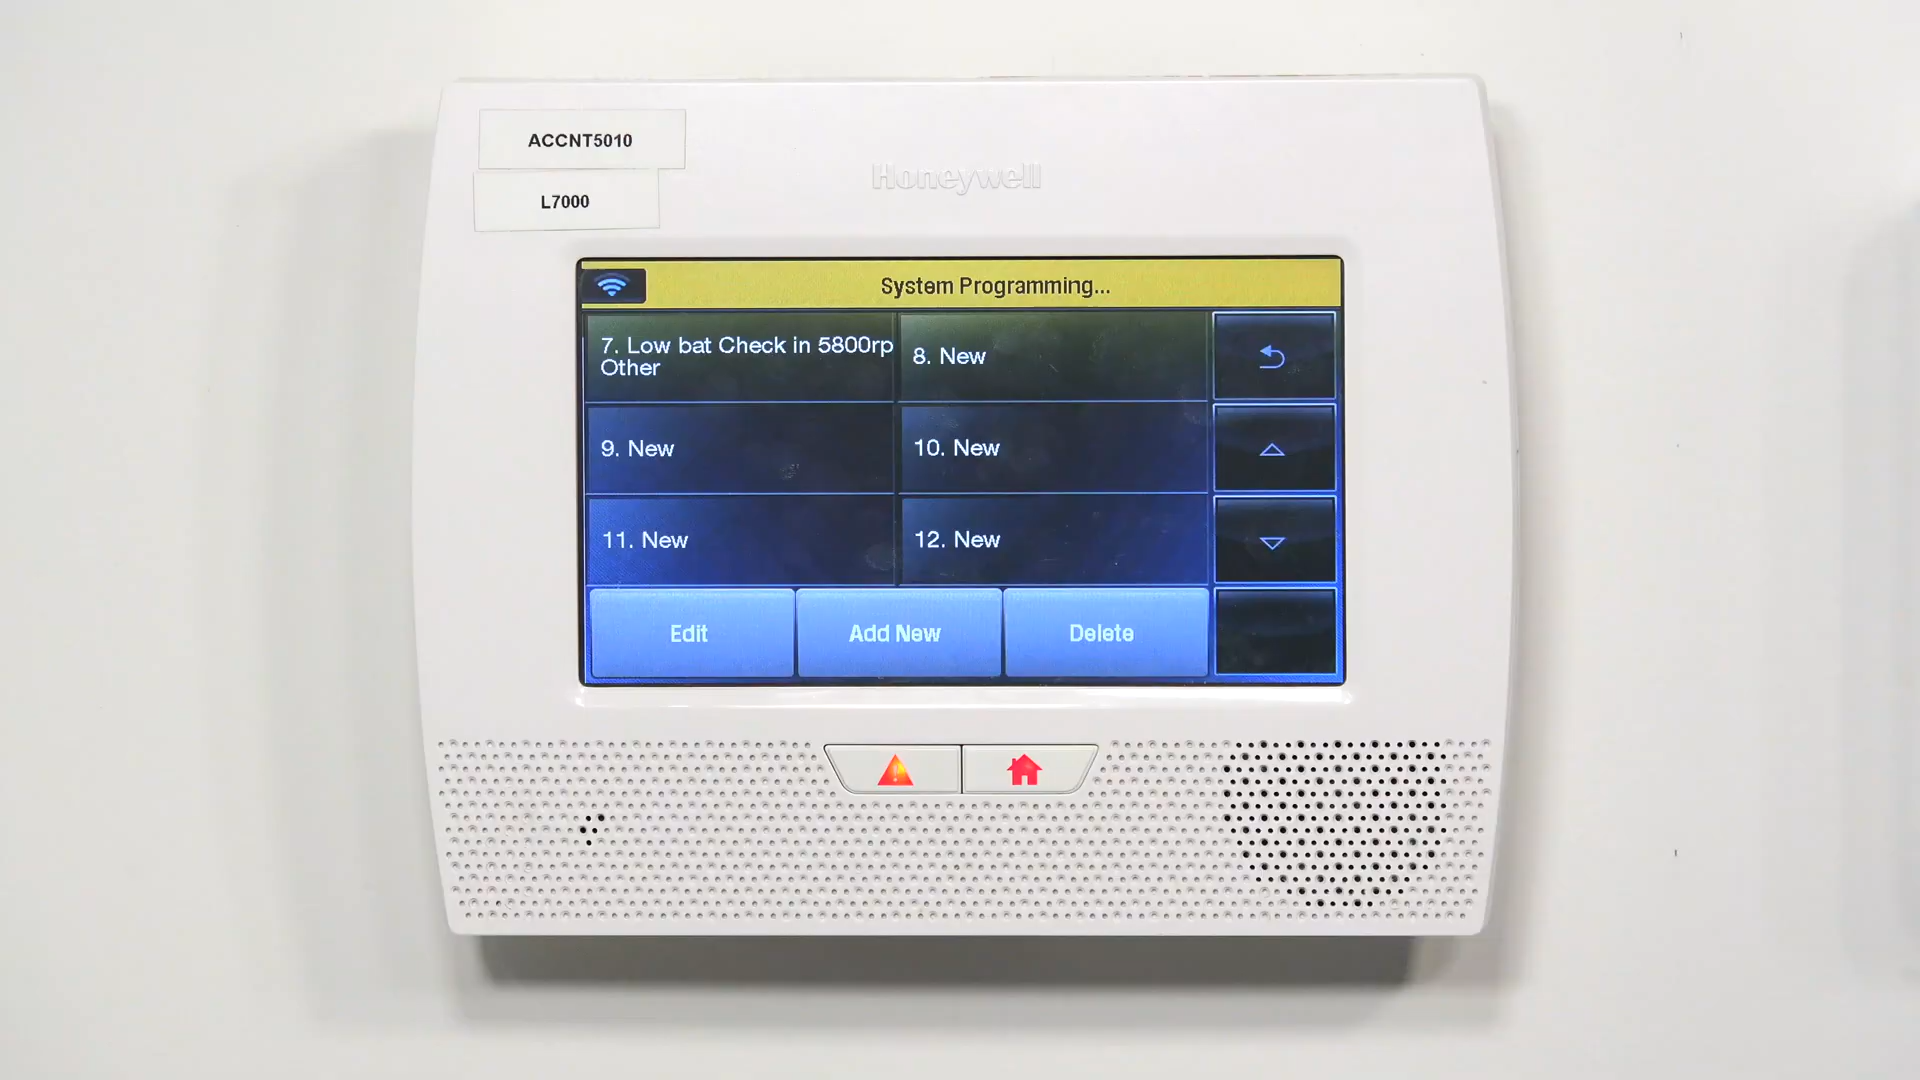 ACCNT5010
L7000
Honeywell
System Programming...
7. Low bat Check in 5800rp
Other
8. New
9. New
10. New
11. New
12. New
Edit
Add New
Delete